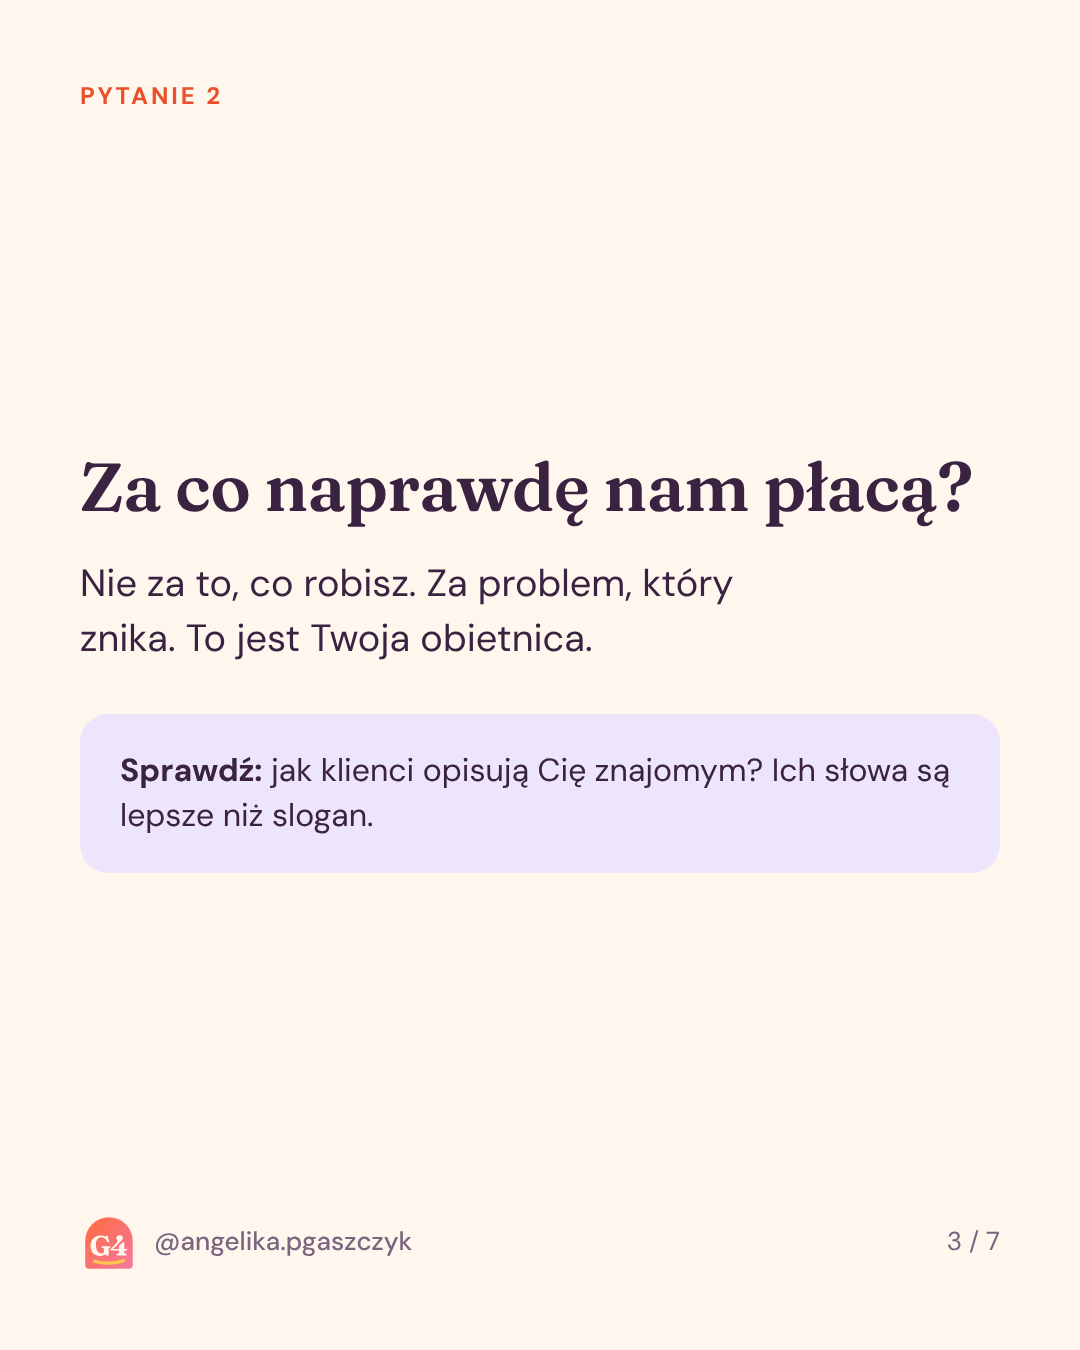 PYTANIE 2
Za co naprawdę nam płacą?
Nie za to, co robisz. Za problem, który
znika. To jest Twoja obietnica.
Sprawdź: jak klienci opisują Cię znajomym? Ich słowa są
lepsze niż slogan.
G4
@angelika.pgaszczyk
3 / 7